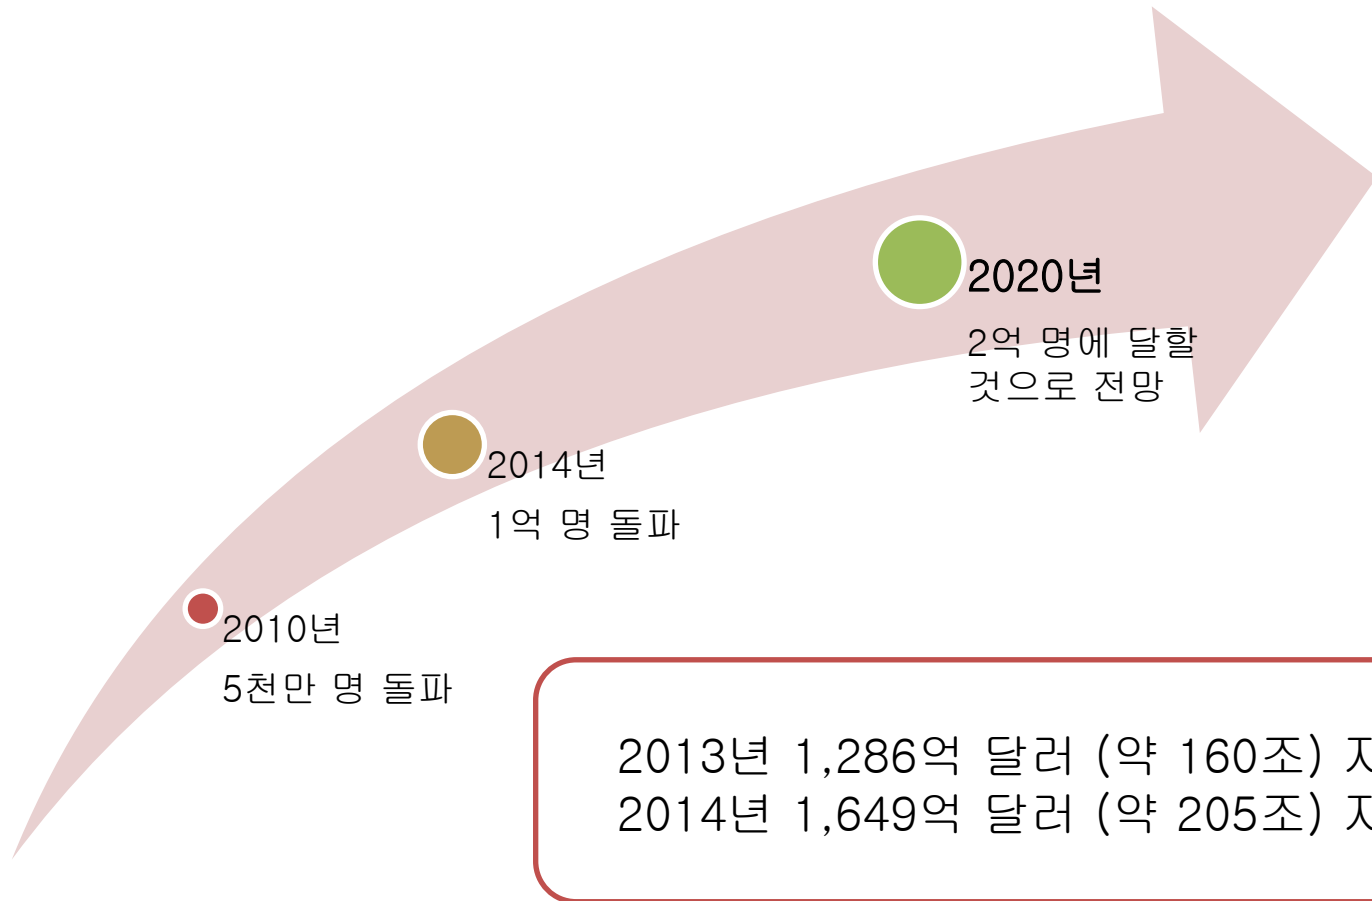 2020년
2억 명에 달할
것으로 전망
2014년
1억 명 돌파
2010년
5천만 명 돌파
2013년 1,286억 달러 (약 160조)
2014년 1,649억 달러 (약 205조)